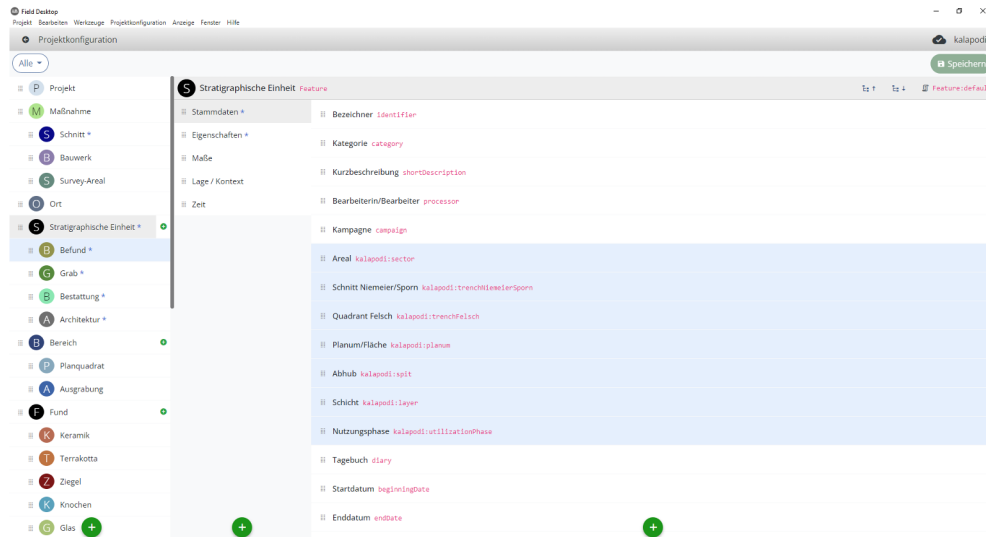 Field Desktop
Projekt Bearbeiten Werkzeuge Projektkonfiguration Anzeige Fenster Hilfe
Projektkonfiguration
kalapodi
Alle
Speichern
P Projekt
M Maßnahme
S Schnitt *
B Bauwerk
S Survey-Areal
O Ort
S Stratigraphische Einheit *
B Befund *
G Grab *
B Bestattung *
A Architektur *
B Bereich
P Planquadrat
A Ausgrabung
F Fund
K Keramik
T Terrakotta
Z Ziegel
K Knochen
G Glas
S Stratigraphische Einheit Feature
Feature:defaul
Stammdaten *
Eigenschaften *
Maße
Lage / Kontext
Zeit
Bezeichner identifier
Kategorie category
Kurzbeschreibung shortDescription
Bearbeiterin/Bearbeiter processor
Kampagne campaign
Areal kalapodi:sector
Schnitt Niemeier/Sporn kalapodi:trenchNiemeierSporn
Quadrant Felsch kalapodi:trenchFelsch
Planum/Fläche kalapodi:planum
Abhub kalapodi:spit
Schicht kalapodi:layer
Nutzungsphase kalapodi:utilizationPhase
Tagebuch diary
Startdatum beginningDate
Enddatum endDate